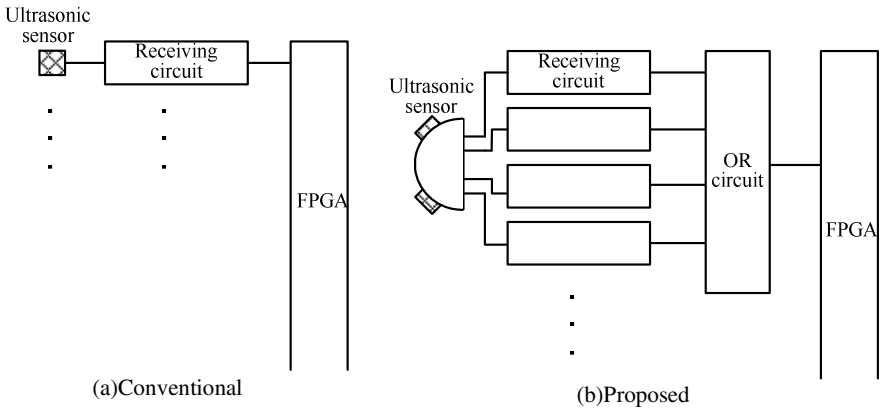 Ultrasonic
sensor
Receiving
circuit
FPGA
(a)Conventional
Ultrasonic
sensor
Receiving
circuit
OR
circuit
FPGA
(b)Proposed